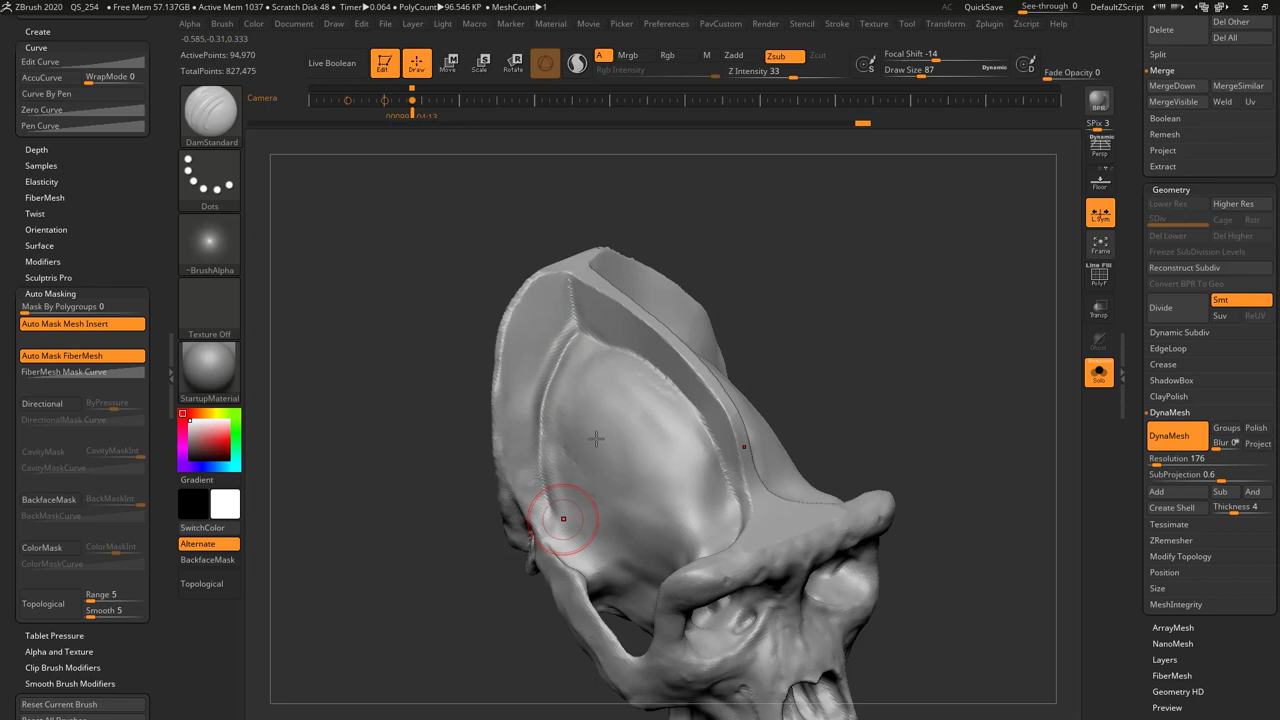 ZBrush 2020 QS_254 • Free Mem 57.137GB • Active Mem 1037 • Scratch Disk 48 • Timer▶0.064 • PolyCount▶96.546 KP • MeshCount▶1 AC QuickSave See-through 0 DefaultZScript
Alpha Brush Color Document Draw Edit File Layer Light Macro Marker Material Movie Picker Preferences PavCustom Render Stencil Stroke Texture Tool Transform Zplugin Zscript Help
-0.585,-0.31,0.333
ActivePoints: 94,970
TotalPoints: 827,475
Live Boolean
Edit Draw Move Scale Rotate
A Mrgb Rgb M Zadd Zsub Zcut
Rgb Intensity Z Intensity 33
Focal Shift -14
Draw Size 87 Dynamic
S D
Fade Opacity 0
Camera
Create
Curve
Edit Curve
AccuCurve WrapMode 0
Curve By Pen
Zero Curve
Pen Curve
Depth
Samples
Elasticity
FiberMesh
Twist
Orientation
Surface
Modifiers
Sculptris Pro
Auto Masking
Mask By Polygroups 0
Auto Mask Mesh Insert
Auto Mask FiberMesh
FiberMesh Mask Curve
Directional ByPressure
DirectionalMask Curve
CavityMask CavityMaskInt
CavityMaskCurve
BackfaceMask BackMaskInt
BackMaskCurve
ColorMask ColorMaskInt
ColorMaskCurve
Topological Range 5
Smooth 5
Tablet Pressure
Alpha and Texture
Clip Brush Modifiers
Smooth Brush Modifiers
Reset Current Brush
Reset All Brushes
DamStandard
Dots
~BrushAlpha
Texture Off
StartupMaterial
Gradient
SwitchColor
Alternate
BackfaceMask
Topological
BPR
SPix 3
Dynamic
Persp
Floor
L.Sym
Frame
Line Fill
PolyF
Transp
Ghost
Dynamic
Solo
Delete Del Other
Del All
Split
Merge
MergeDown MergeSimilar
MergeVisible Weld Uv
Boolean
Remesh
Project
Extract
Geometry
Lower Res Higher Res
SDiv Cage Rstr
Del Lower Del Higher
Freeze SubDivision Levels
Reconstruct Subdiv
Convert BPR To Geo
Divide Smt
Suv ReUV
Dynamic Subdiv
EdgeLoop
Crease
ShadowBox
ClayPolish
DynaMesh
DynaMesh Groups Polish
Blur 0 Project
Resolution 176
SubProjection 0.6
Add Sub And
Create Shell Thickness 4
Tessimate
ZRemesher
Modify Topology
Position
Size
MeshIntegrity
ArrayMesh
NanoMesh
Layers
FiberMesh
Geometry HD
Preview